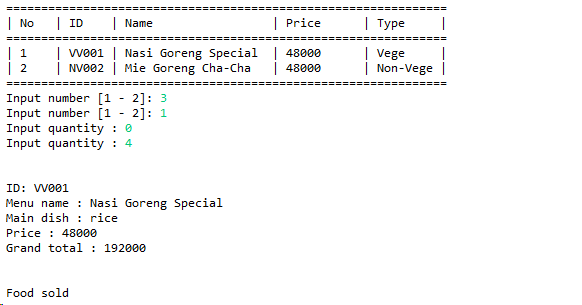 ===============================================================
| No   | ID     | Name                 | Price      | Type     |
===============================================================
| 1      | VV001 | Nasi Goreng Special  | 48000      | Vege     |
| 2      | NV002 | Mie Goreng Cha-Cha   | 48000      | Non-Vege |
===============================================================
Input number [1 - 2]: 3
Input number [1 - 2]: 1
Input quantity : 0
Input quantity : 4
ID: VV001
Menu name : Nasi Goreng Special
Main dish : rice
Price : 48000
Grand total : 192000
Food sold